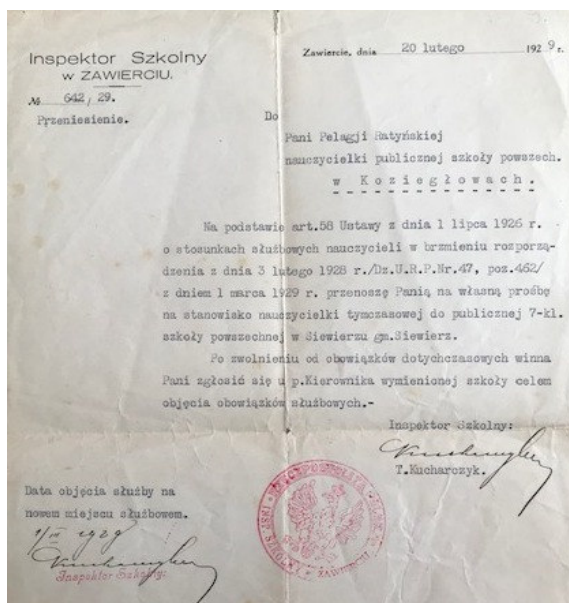 Inspektor Szkolny
w ZAWIERCIU.
№ 642/29.
Przeniesienie.
Zawiercie, dnia 20 lutego 1929 r.
Do
Pani Pelagji Ratyńskiej
nauczycielki publicznej szkoły powszech.
w Koziegłowach.
Na podstawie art.58 Ustawy z dnia 1 lipca 1926 r.
o stosunkach służbowych nauczycieli w brzmieniu rozporzą-
dzenia z dnia 3 lutego 1928 r./Dz.U.R.P.Nr.47, poz.462/
z dniem 1 marca 1929 r. przenoszę Panią na własną prośbę
na stanowisko nauczycielki tymczasowej do publicznej 7-kl.
szkoły powszechnej w Siewierzu gm.Siewierz.
Po zwolnieniu od obowiązków dotychczasowych winna
Pani zgłosić się u p.Kierownika wymienionej szkoły celem
objęcia obowiązków służbowych.-
Inspektor Szkolny:
T.Kucharczyk.
Data objęcia służby na
nowem miejscu służbowem.
1/III 1929
Inspektor Szkolny:
RZECZPOSPOLITA POLSKA
INSPEKTOR SZKOLNY w ZAWIERCIU